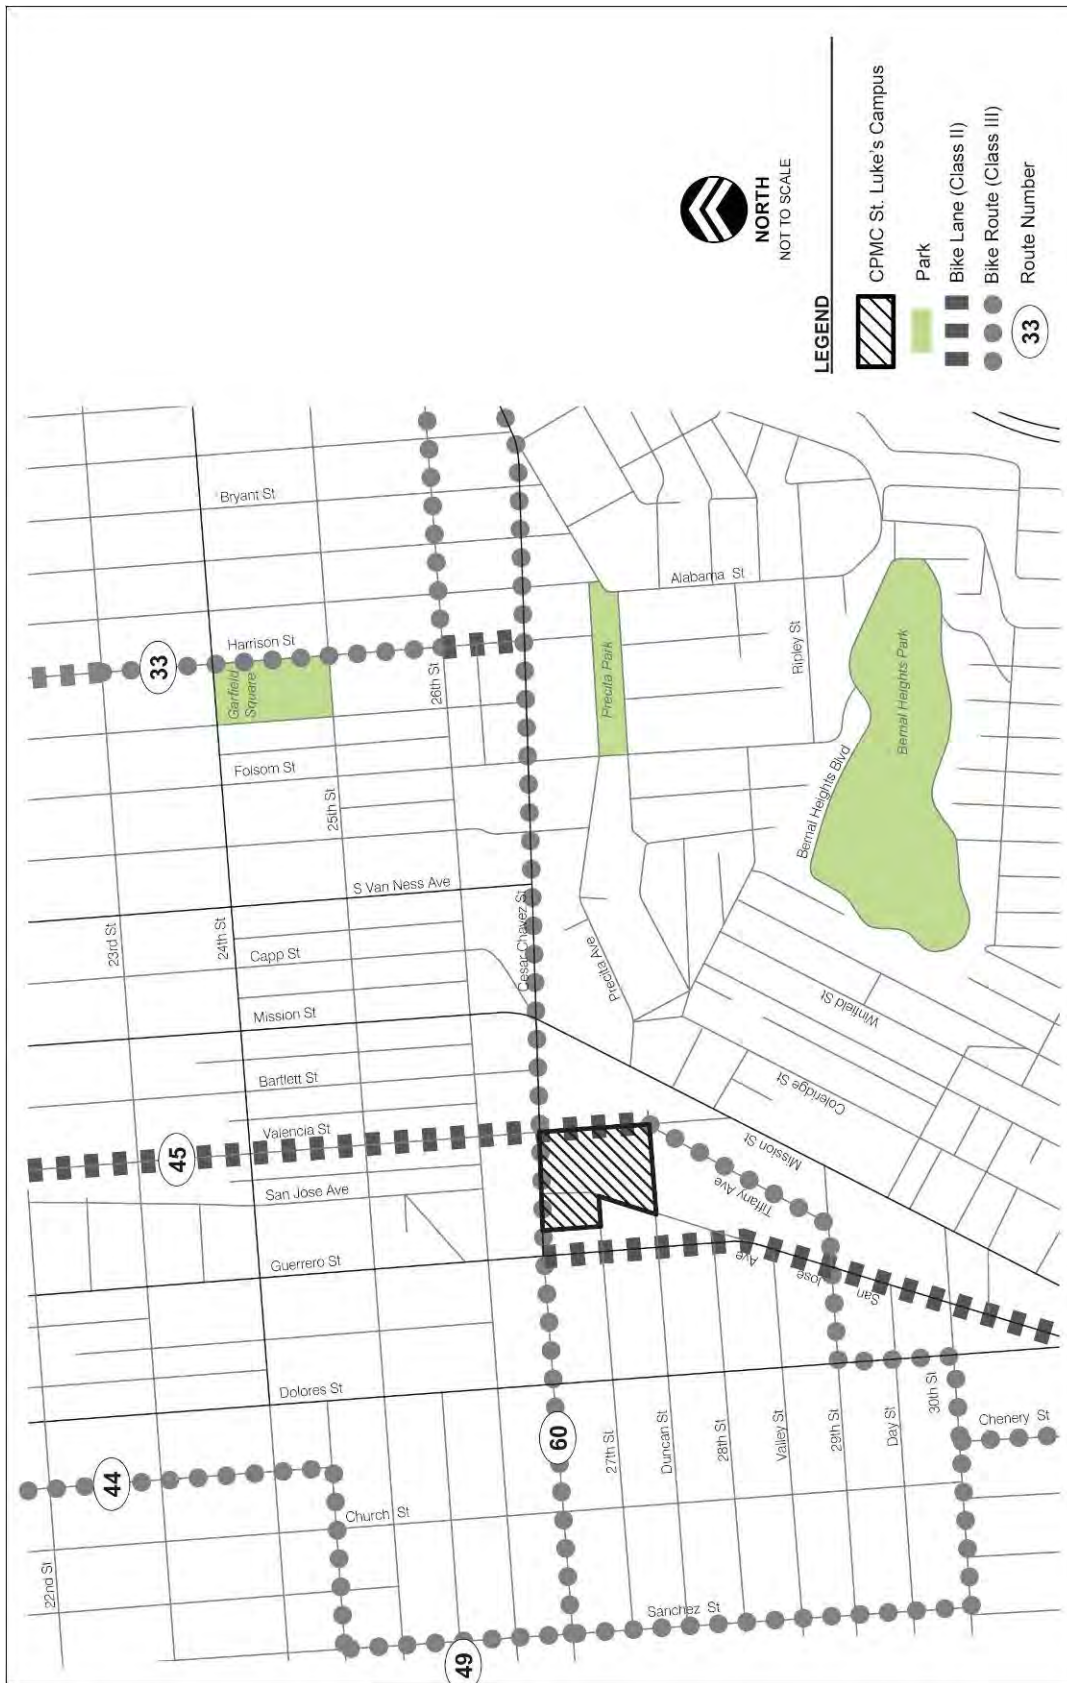 22nd St
44
49
Church St
Sanchez St
Dolores St
60
27th St
Duncan St
28th St
Valley St
29th St
Day St
30th St
Chenery St
Guerrero St
San Jose Ave
45
Valencia St
Bartlett St
Mission St
Capp St
23rd St
24th St
S Van Ness Ave
Cesar Chavez St
San Jose Ave
Tiffany Ave
Mission St
Coleridge St
Winfield St
Precita Ave
Folsom St
25th St
26th St
Garfield
Square
33
Harrison St
Bryant St
Precita Park
Alabama St
Ripley St
Bernal Heights Blvd
Bernal Heights Park
NORTH
NOT TO SCALE
LEGEND
CPMC St. Luke's Campus
Park
Bike Lane (Class II)
Bike Route (Class III)
33 Route Number